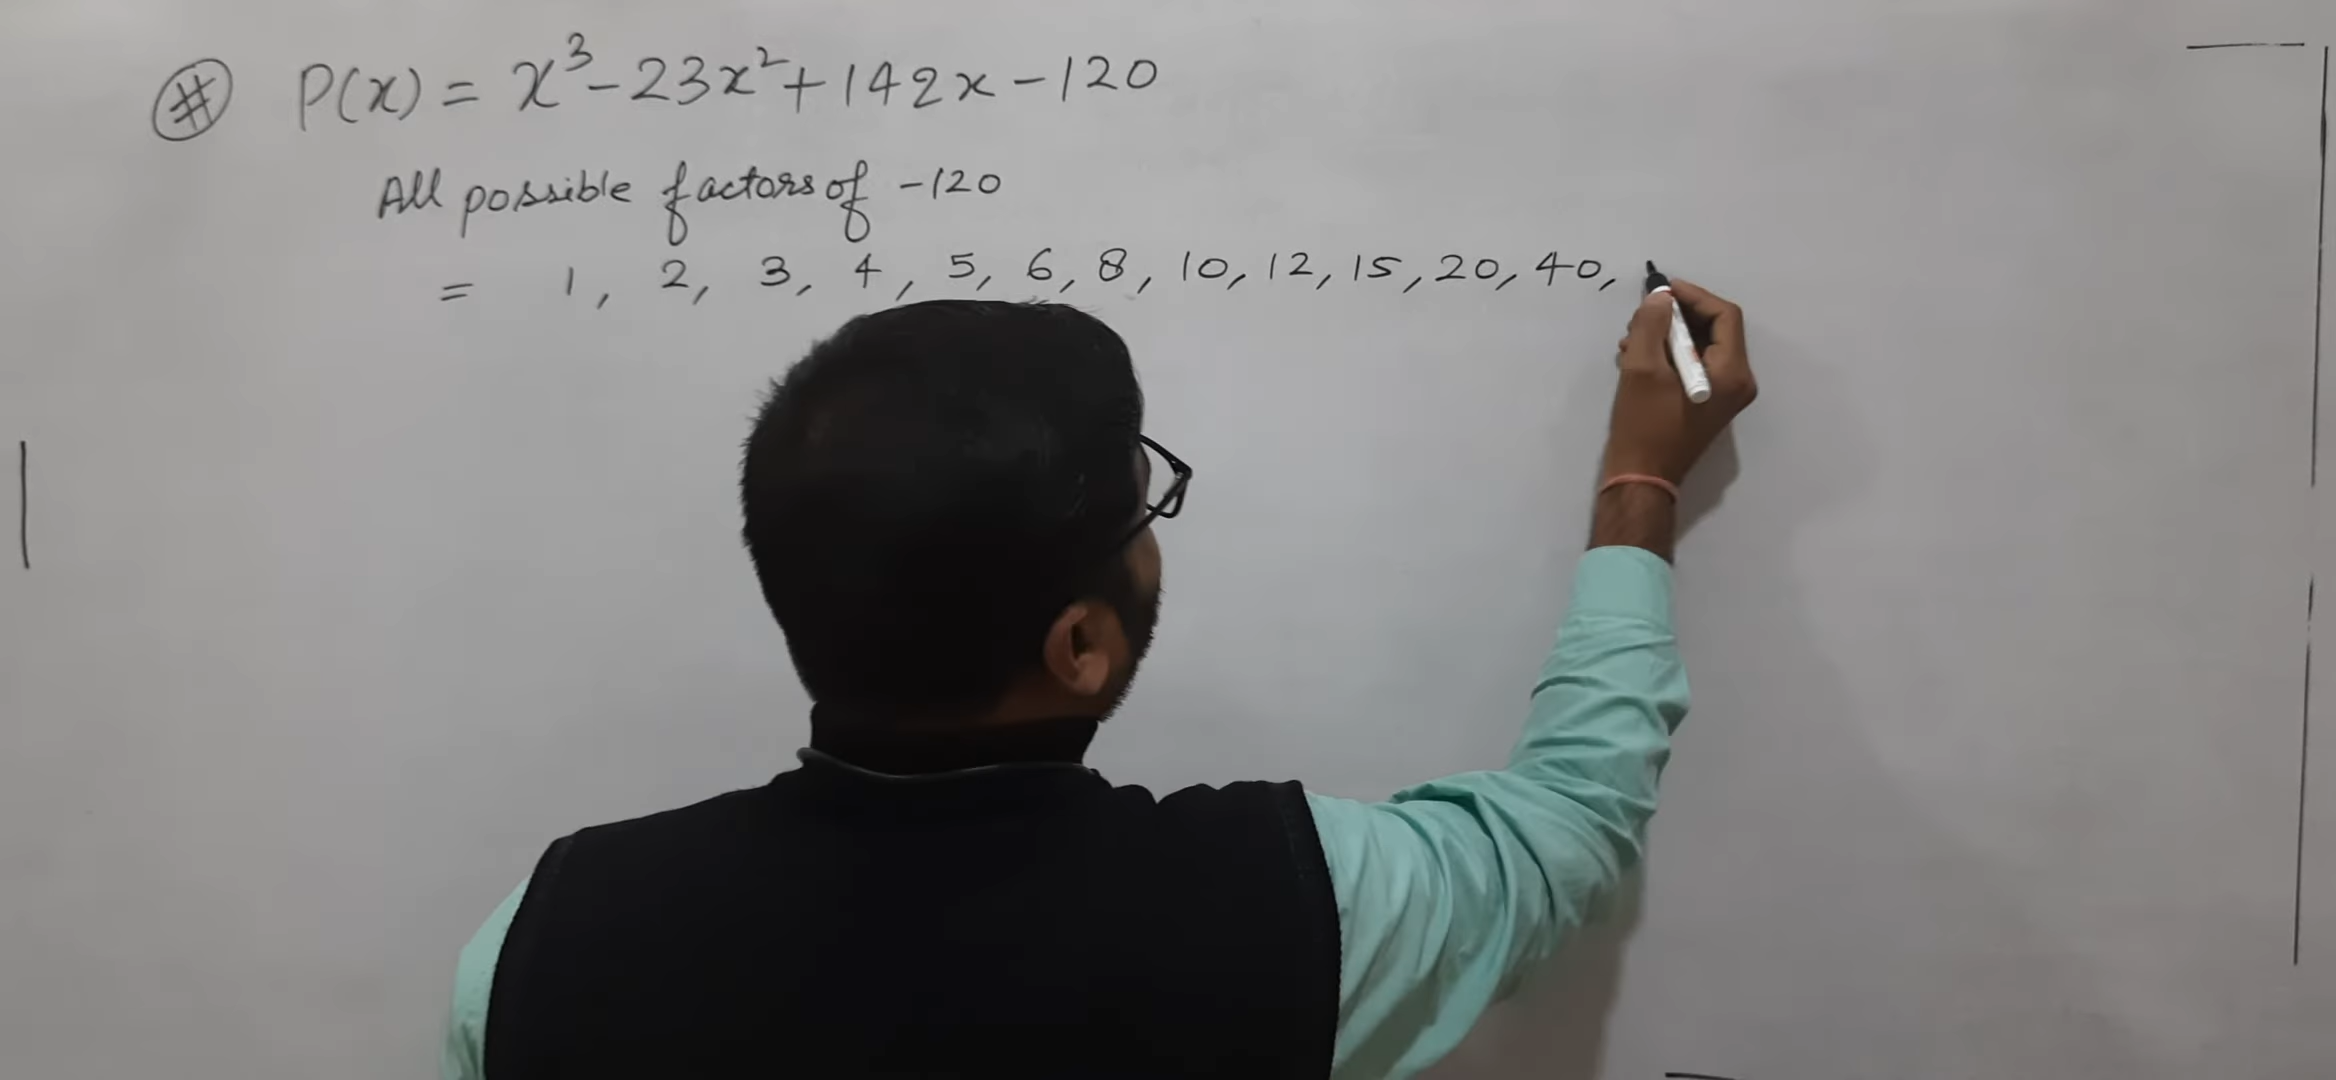 # P(x) = x³-23x²+142x-120
All possible factors of -120
= 1, 2, 3, 4, 5, 6, 8, 10, 12, 15, 20, 40,